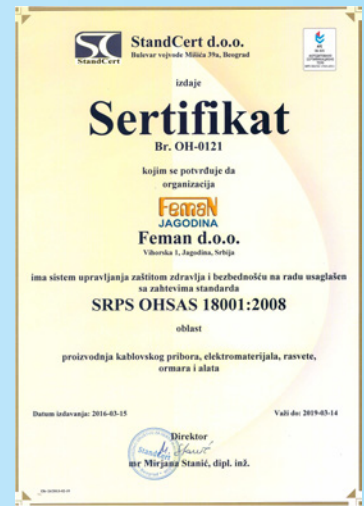 StandCert d.o.o.
Bulevar vojvode Mišića 39a, Beograd
StandCert
izdaje
Sertifikat
Br. OH-0121
kojim se potvrđuje da
organizacija
FemaN
JAGODINA
Feman d.o.o.
Vihorska 1, Jagodina, Srbija
ima sistem upravljanja zaštitom zdravlja i bezbednošću na radu usaglašen
sa zahtevima standarda
SRPS OHSAS 18001:2008
oblast
proizvodnja kablovskog pribora, elektromaterijala, rasvete,
ormara i alata
Datum izdavanja: 2016-03-15
Važi do: 2019-03-14
Direktor
mr Mirjana Stanić, dipl. inž.